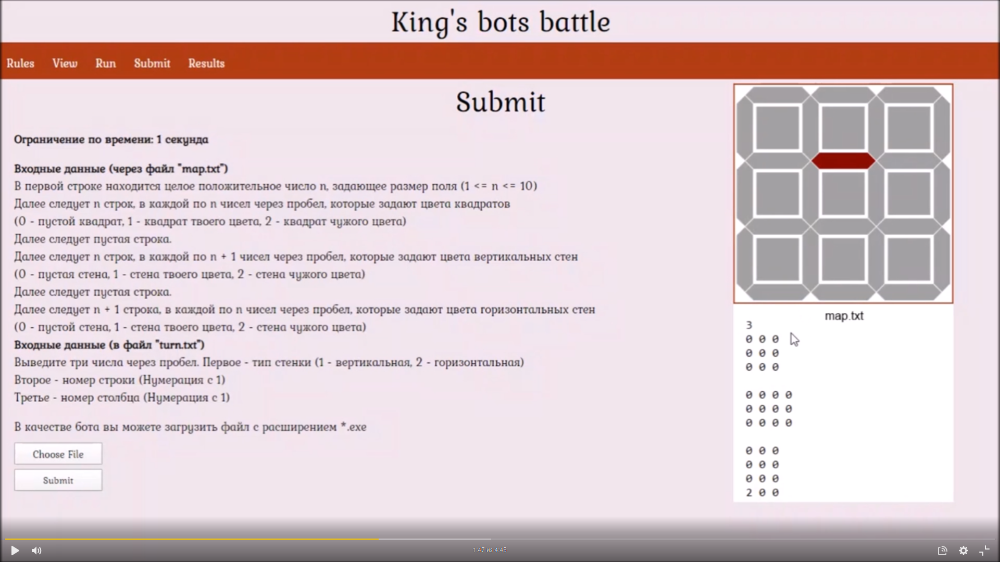 King's bots battle
Rules View Run Submit Results
Submit
Ограничение по времени: 1 секунда
Входные данные (через файл "map.txt")
В первой строке находится целое положительное число n, задающее размер поля (1 <= n <= 10)
Далее следует n строк, в каждой по n чисел через пробел, которые задают цвета квадратов
(0 - пустой квадрат, 1 - квадрат твоего цвета, 2 - квадрат чужого цвета)
Далее следует пустая строка.
Далее следует n строк, в каждой по n + 1 чисел через пробел, которые задают цвета вертикальных стен
(0 - пустая стена, 1 - стена твоего цвета, 2 - стена чужого цвета)
Далее следует пустая строка.
Далее следует n + 1 строка, в каждой по n чисел через пробел, которые задают цвета горизонтальных стен
(0 - пустой стена, 1 - стена твоего цвета, 2 - стена чужого цвета)
Входные данные (в файл "turn.txt")
Выведите три числа через пробел. Первое - тип стенки (1 - вертикальная, 2 - горизонтальная)
Второе - номер строки (Нумерация с 1)
Третье - номер столбца (Нумерация с 1)
В качестве бота вы можете загрузить файл с расширением *.exe
Choose File
Submit
map.txt
3
0 0 0
0 0 0
0 0 0
0 0 0 0
0 0 0 0
0 0 0 0
0 0 0
0 0 0
0 0 0
2 0 0
1:47 из 4:45